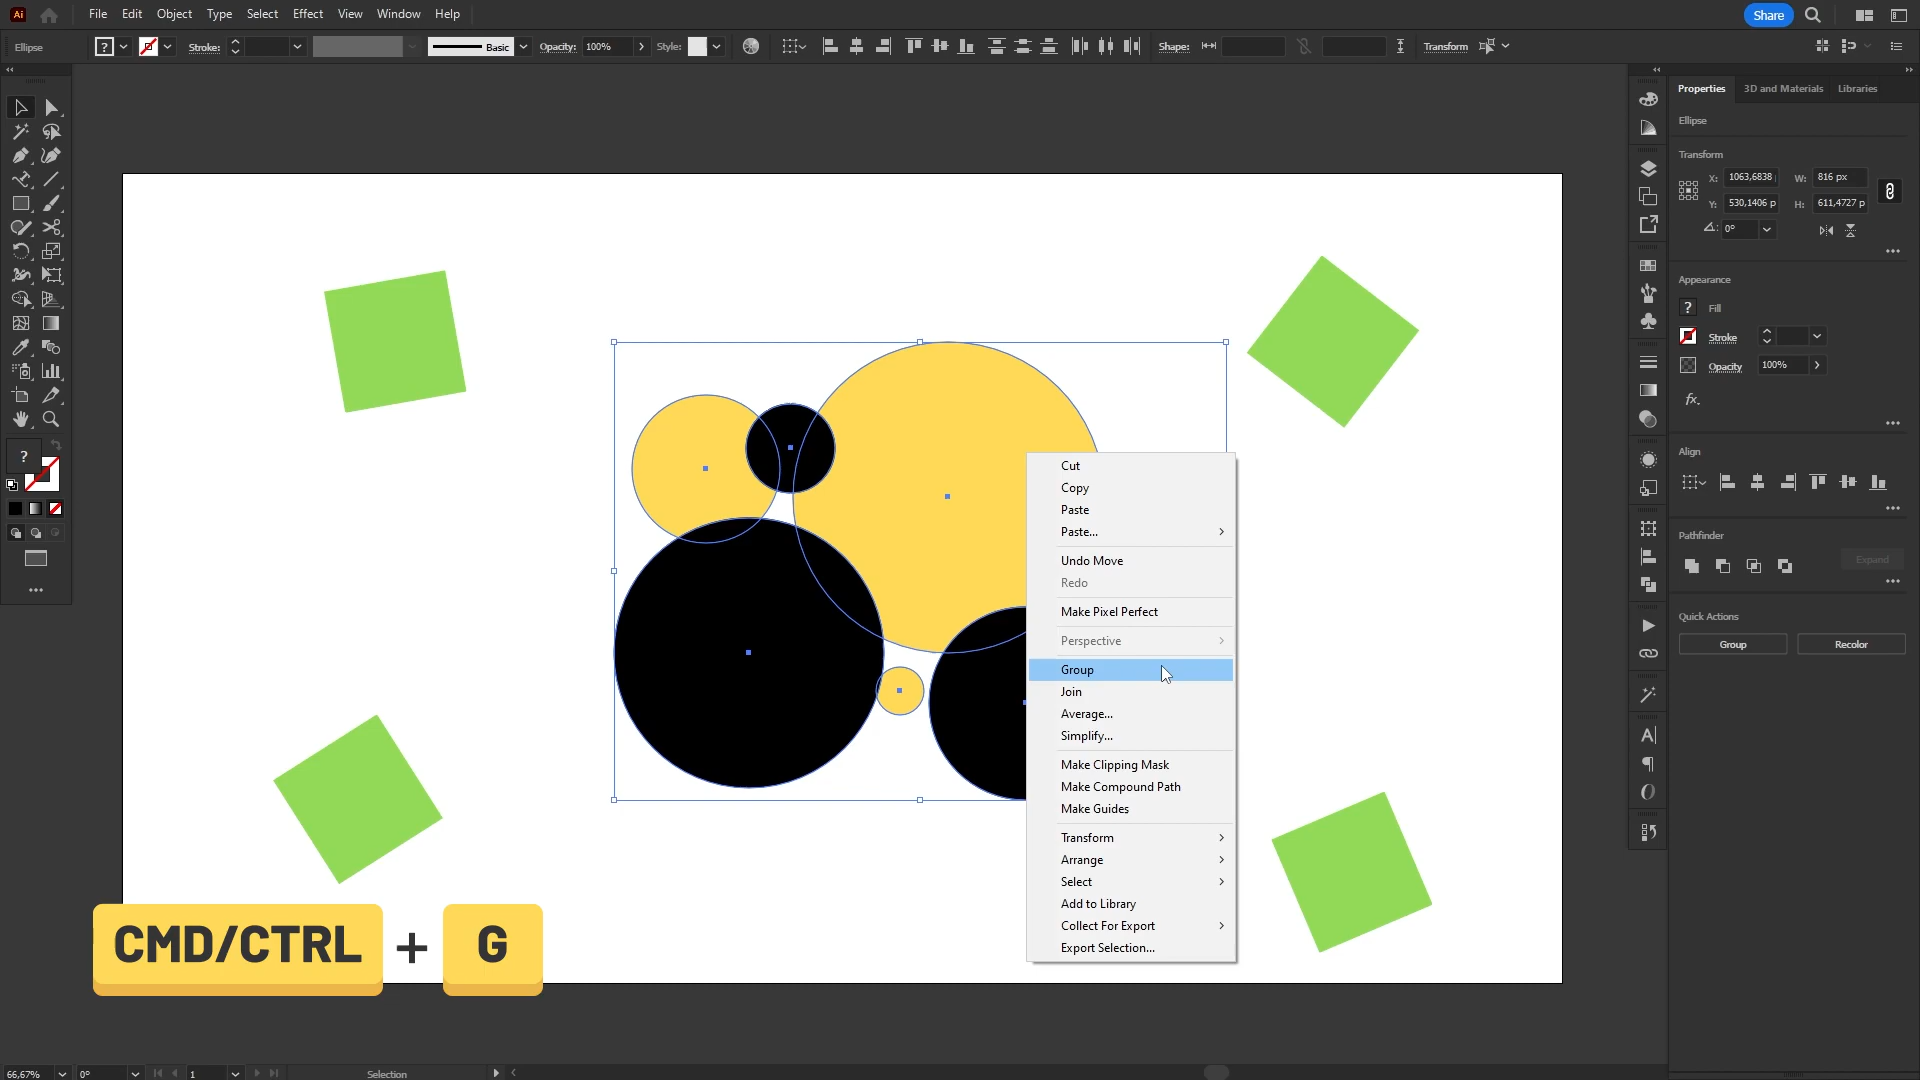 Ai File Edit Object Type Select Effect View Window Help Share
Ellipse ? Stroke: Basic Opacity: 100% Style: Shape: Transform
Properties 3D and Materials Libraries
Ellipse
Transform
X: 1063,6838 W: 816 px
Y: 530,1406 p H: 611,4727 p
0°
Appearance
? Fill
Stroke
Opacity 100%
fx.
Align
Pathfinder
Expand
Quick Actions
Group Recolor
?
Cut
Copy
Paste
Paste...
Undo Move
Redo
Make Pixel Perfect
Perspective
Group
Join
Average...
Simplify...
Make Clipping Mask
Make Compound Path
Make Guides
Transform
Arrange
Select
Add to Library
Collect For Export
Export Selection...
CMD/CTRL + G
66,67% 0° 1 Selection